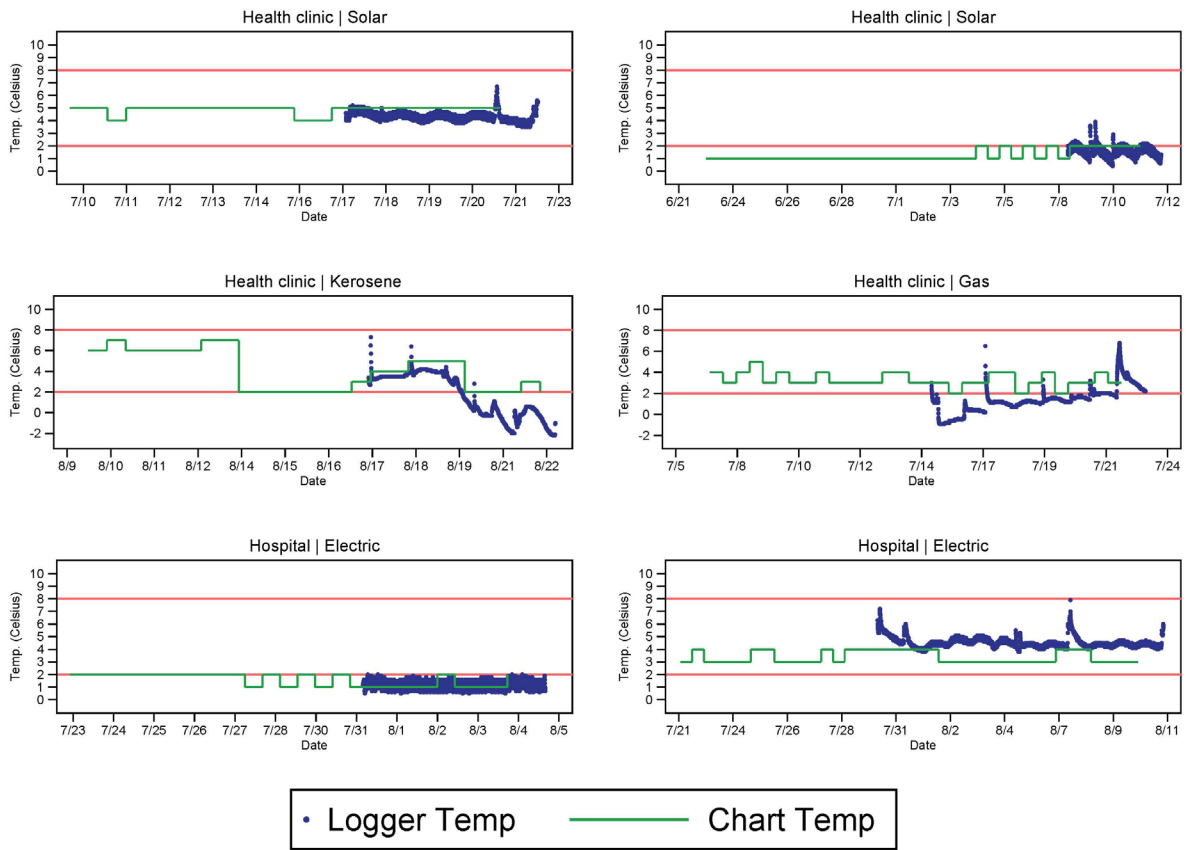 Health clinic | Solar
Temp. (Celsius)
10
9
8
7
6
5
4
3
2
1
0
7/10 7/11 7/12 7/13 7/14 7/15 7/16 7/17 7/18 7/19 7/20 7/21 7/23
Date
Health clinic | Solar
Temp. (Celsius)
10
9
8
7
6
5
4
3
2
1
0
6/21 6/24 6/26 6/28 7/1 7/3 7/5 7/8 7/10 7/12
Date
Health clinic | Kerosene
Temp. (Celsius)
10
8
6
4
2
0
-2
8/9 8/10 8/11 8/12 8/14 8/15 8/16 8/17 8/18 8/19 8/21 8/22
Date
Health clinic | Gas
Temp. (Celsius)
10
8
6
4
2
0
-2
7/5 7/8 7/10 7/12 7/14 7/17 7/19 7/21 7/24
Date
Hospital | Electric
Temp. (Celsius)
10
9
8
7
6
5
4
3
2
1
0
7/23 7/24 7/25 7/26 7/27 7/28 7/30 7/31 8/1 8/2 8/3 8/4 8/5
Date
Hospital | Electric
Temp. (Celsius)
10
9
8
7
6
5
4
3
2
1
0
7/21 7/24 7/26 7/28 7/31 8/2 8/4 8/7 8/9 8/11
Date
Logger Temp Chart Temp